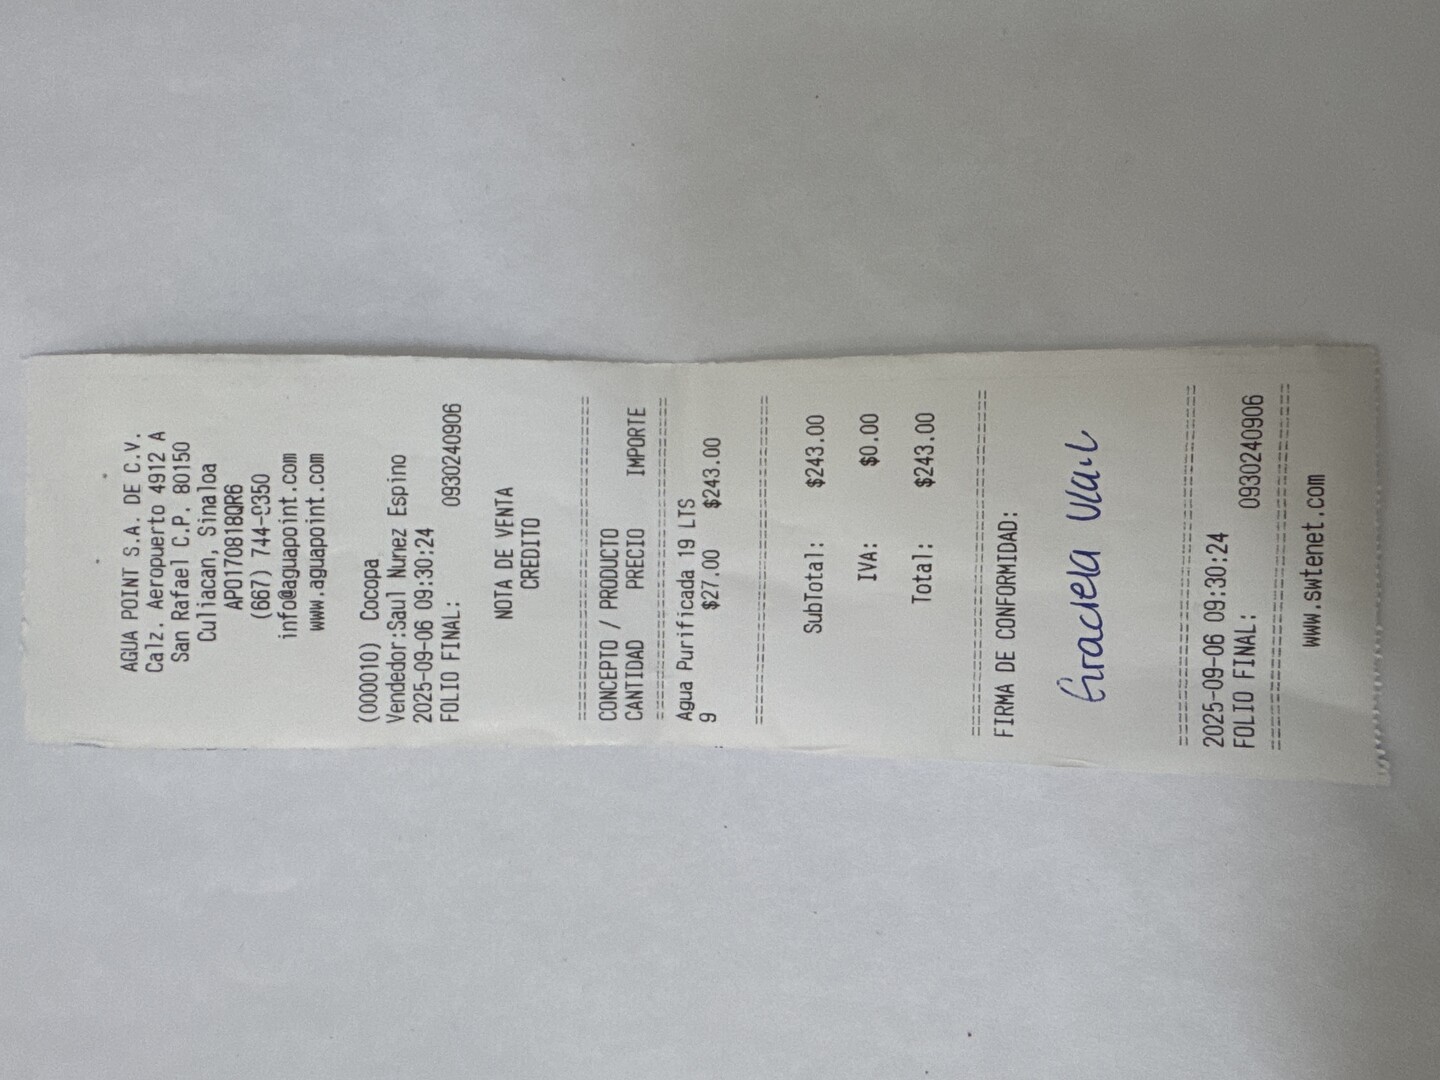 AGUA POINT S.A. DE C.V.
Calz. Aeropuerto 4912 A
San Rafael C.P. 80150
Culiacan, Sinaloa
APO170818QR6
(667) 744-0350
info@aguapoint.com
www.aguapoint.com
(000010) Cocopa
Vendedor:Saul Nunez Espino
2025-09-06 09:30:24
FOLIO FINAL: 0930240906
NOTA DE VENTA
CREDITO
==============================
CONCEPTO / PRODUCTO
CANTIDAD PRECIO IMPORTE
==============================
Agua Purificada 19 LTS
9 $27.00 $243.00
==============================
SubTotal: $243.00
IVA: $0.00
Total: $243.00
==============================
FIRMA DE CONFORMIDAD:
Graciela
==============================
2025-09-06 09:30:24
FOLIO FINAL: 0930240906
==============================
www.swtenet.com